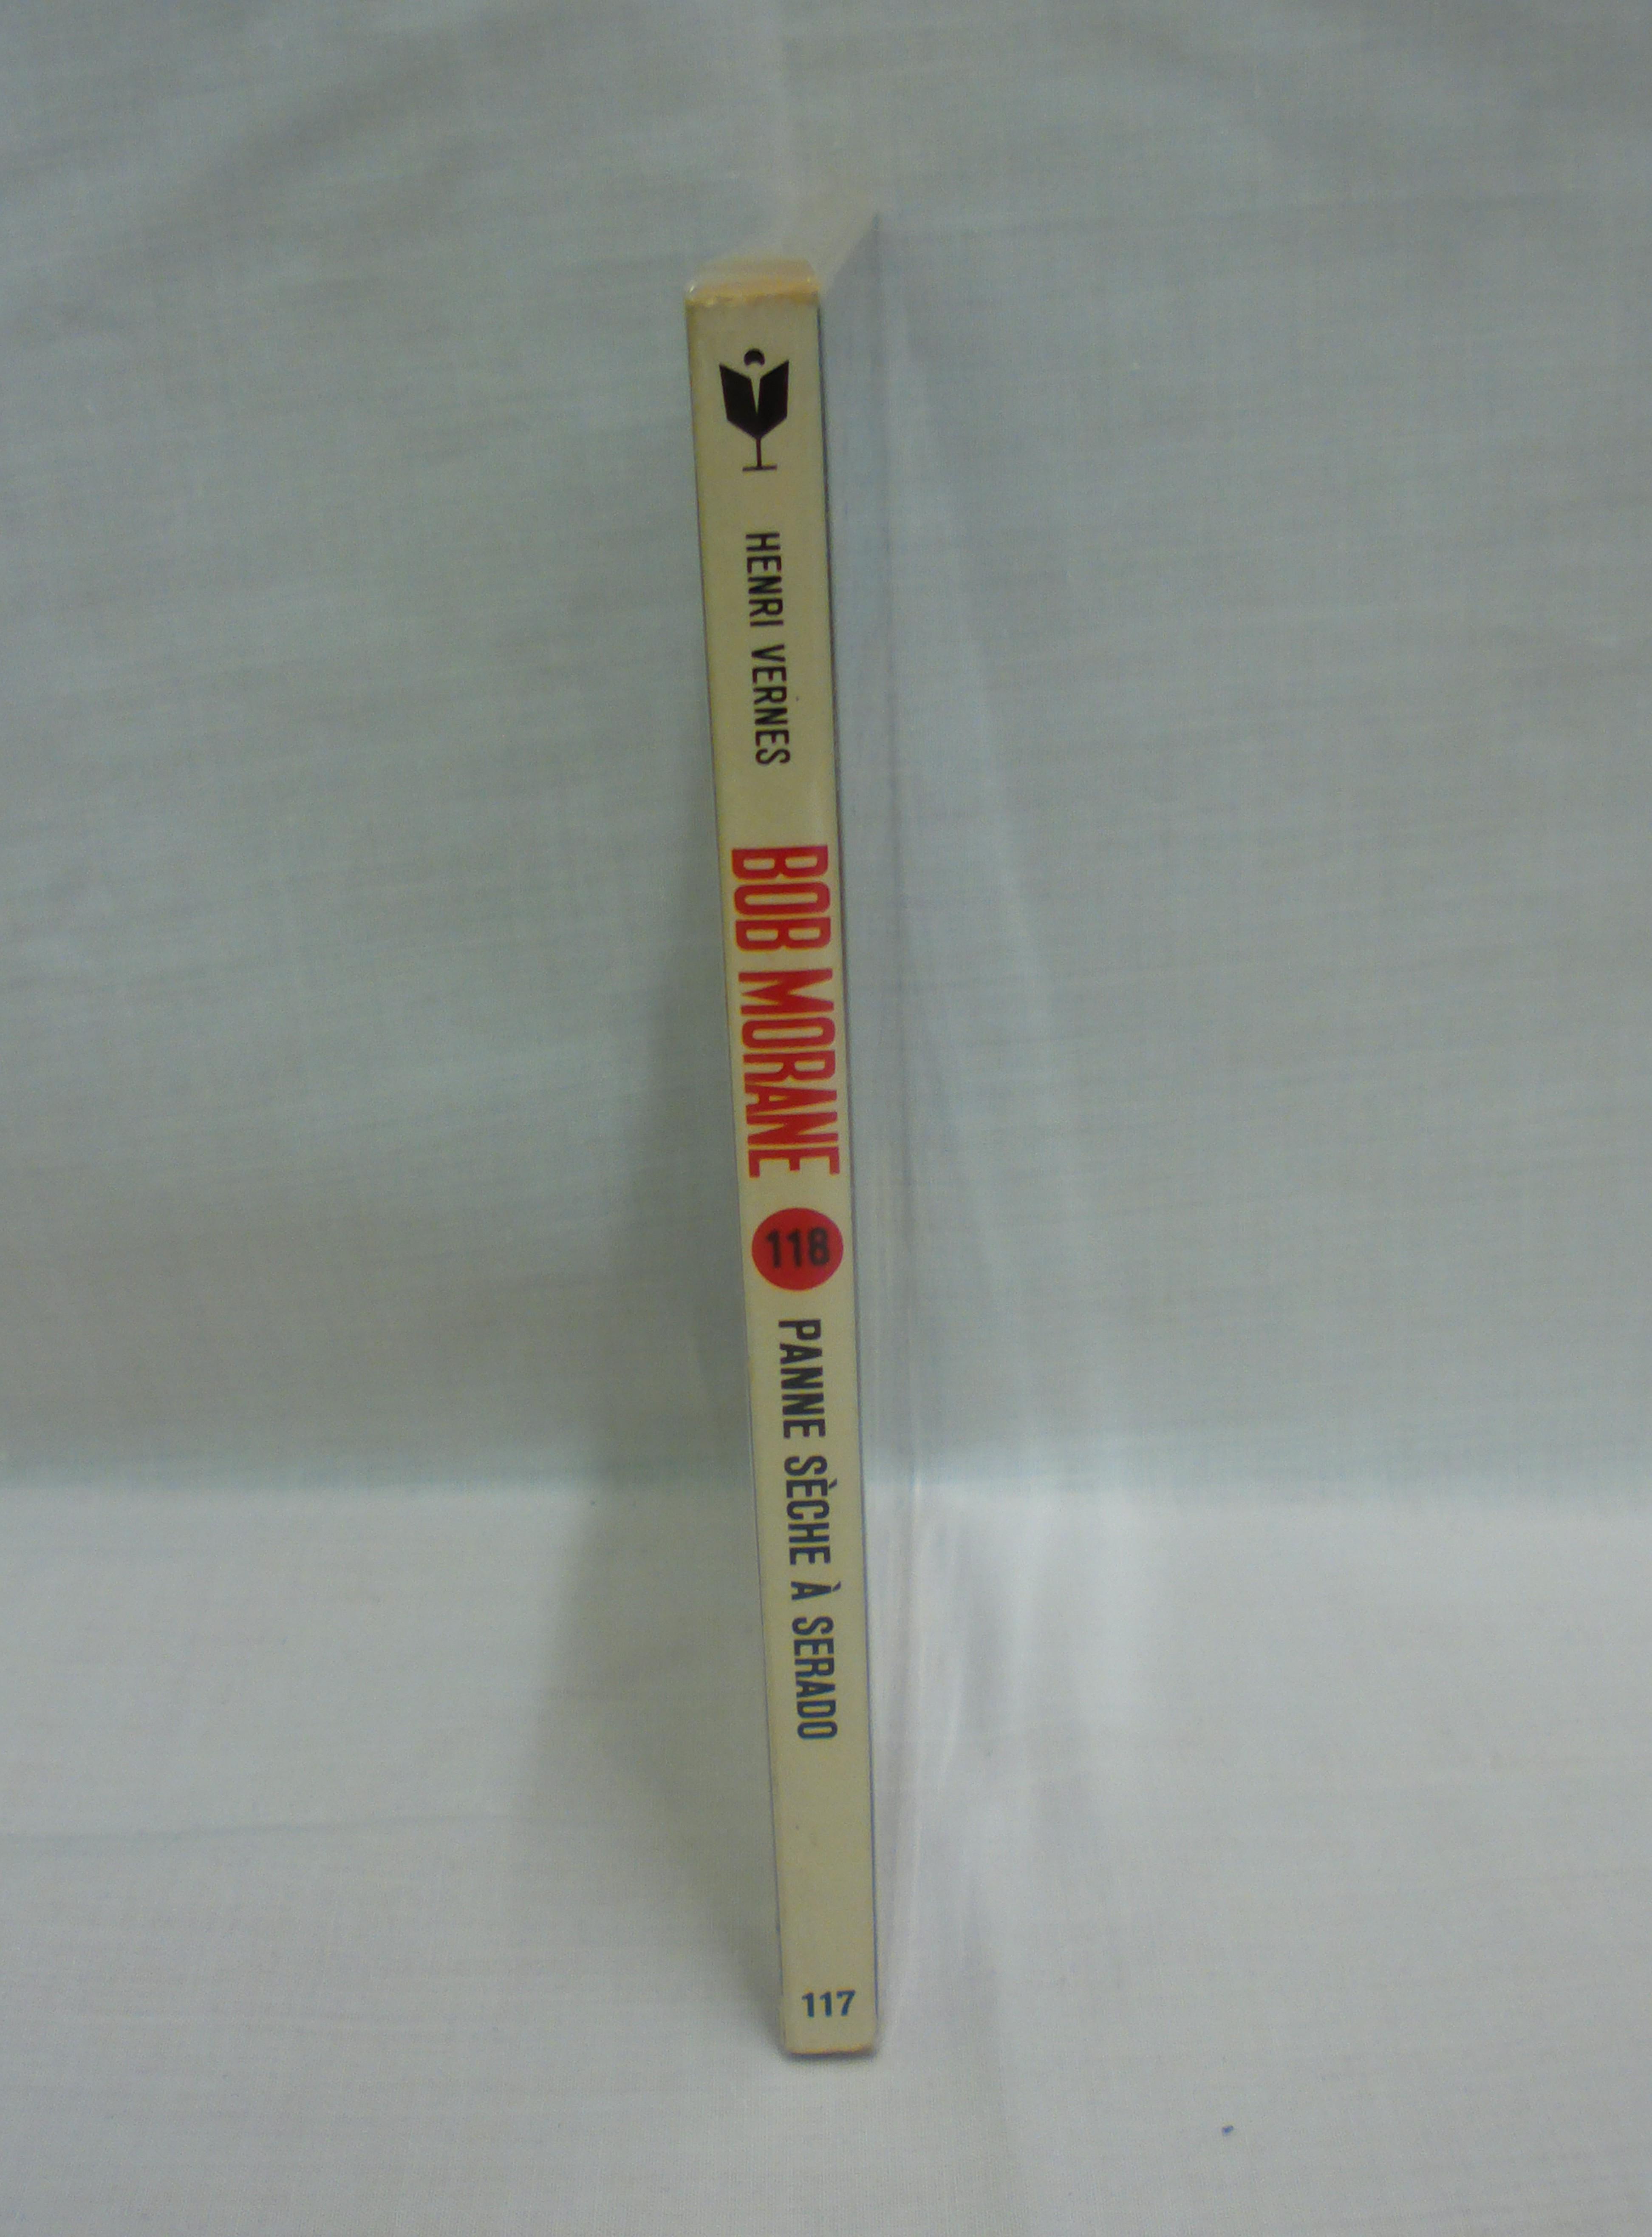 HENRI VERNES
BOB MORANE
118
PANNE SÈCHE À SERADO
117